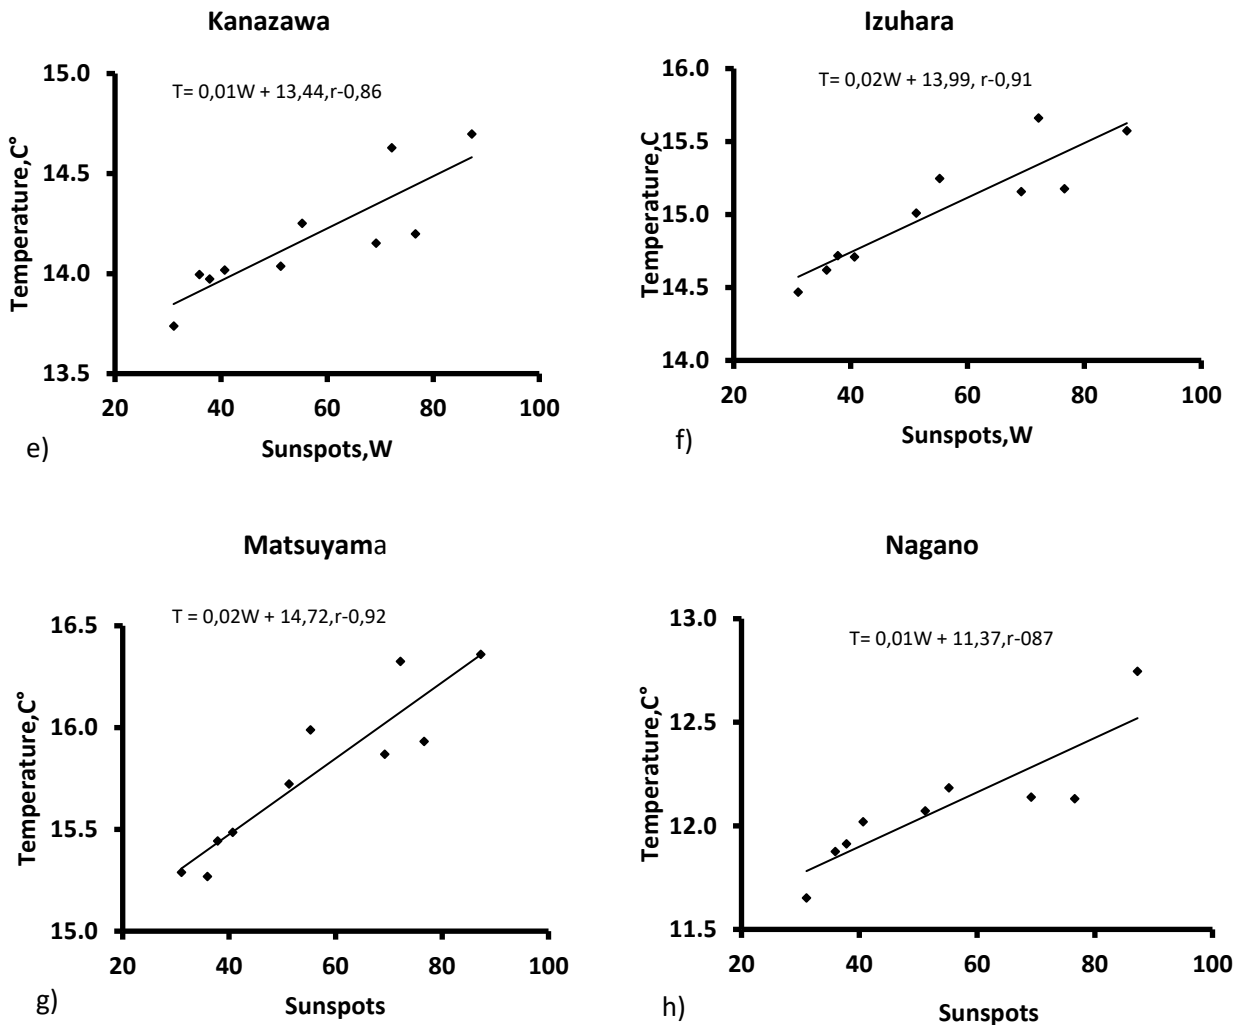 Kanazawa
T= 0,01W + 13,44,r-0,86
Temperature,C°
15.0
14.5
14.0
13.5
20 40 60 80 100
Sunspots,W
e)
Izuhara
T= 0,02W + 13,99, r-0,91
Temperature,C
16.0
15.5
15.0
14.5
14.0
20 40 60 80 100
Sunspots,W
f)
Matsuyama
T = 0,02W + 14,72,r-0,92
Temperature,C°
16.5
16.0
15.5
15.0
20 40 60 80 100
Sunspots
g)
Nagano
T= 0,01W + 11,37,r-087
Temperature,C°
13.0
12.5
12.0
11.5
20 40 60 80 100
Sunspots
h)